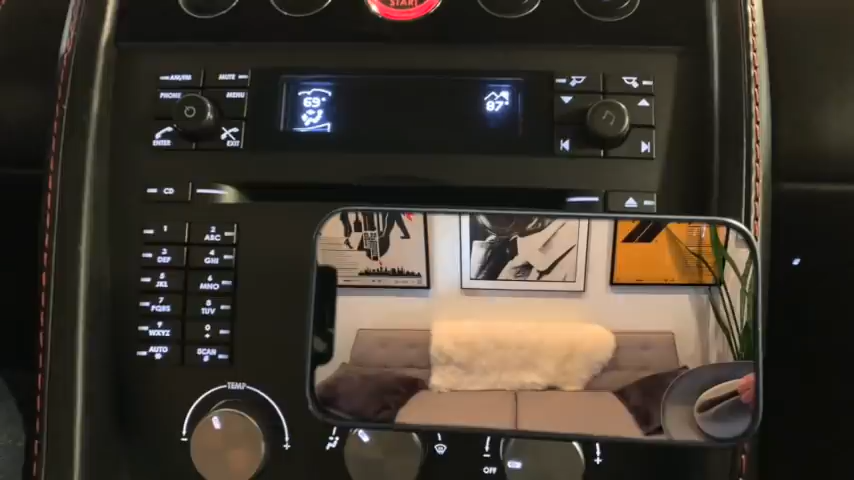 START
AM/FM
MUTE
PHONE
MENU
ENTER
EXIT
69°
87°
CD
1
2
ABC
3
DEF
4
GHI
5
JKL
6
MNO
7
PQRS
8
TUV
9
WXYZ
0
+
AUTO
SCAN
#
TEMP
-
+
-
OFF
+